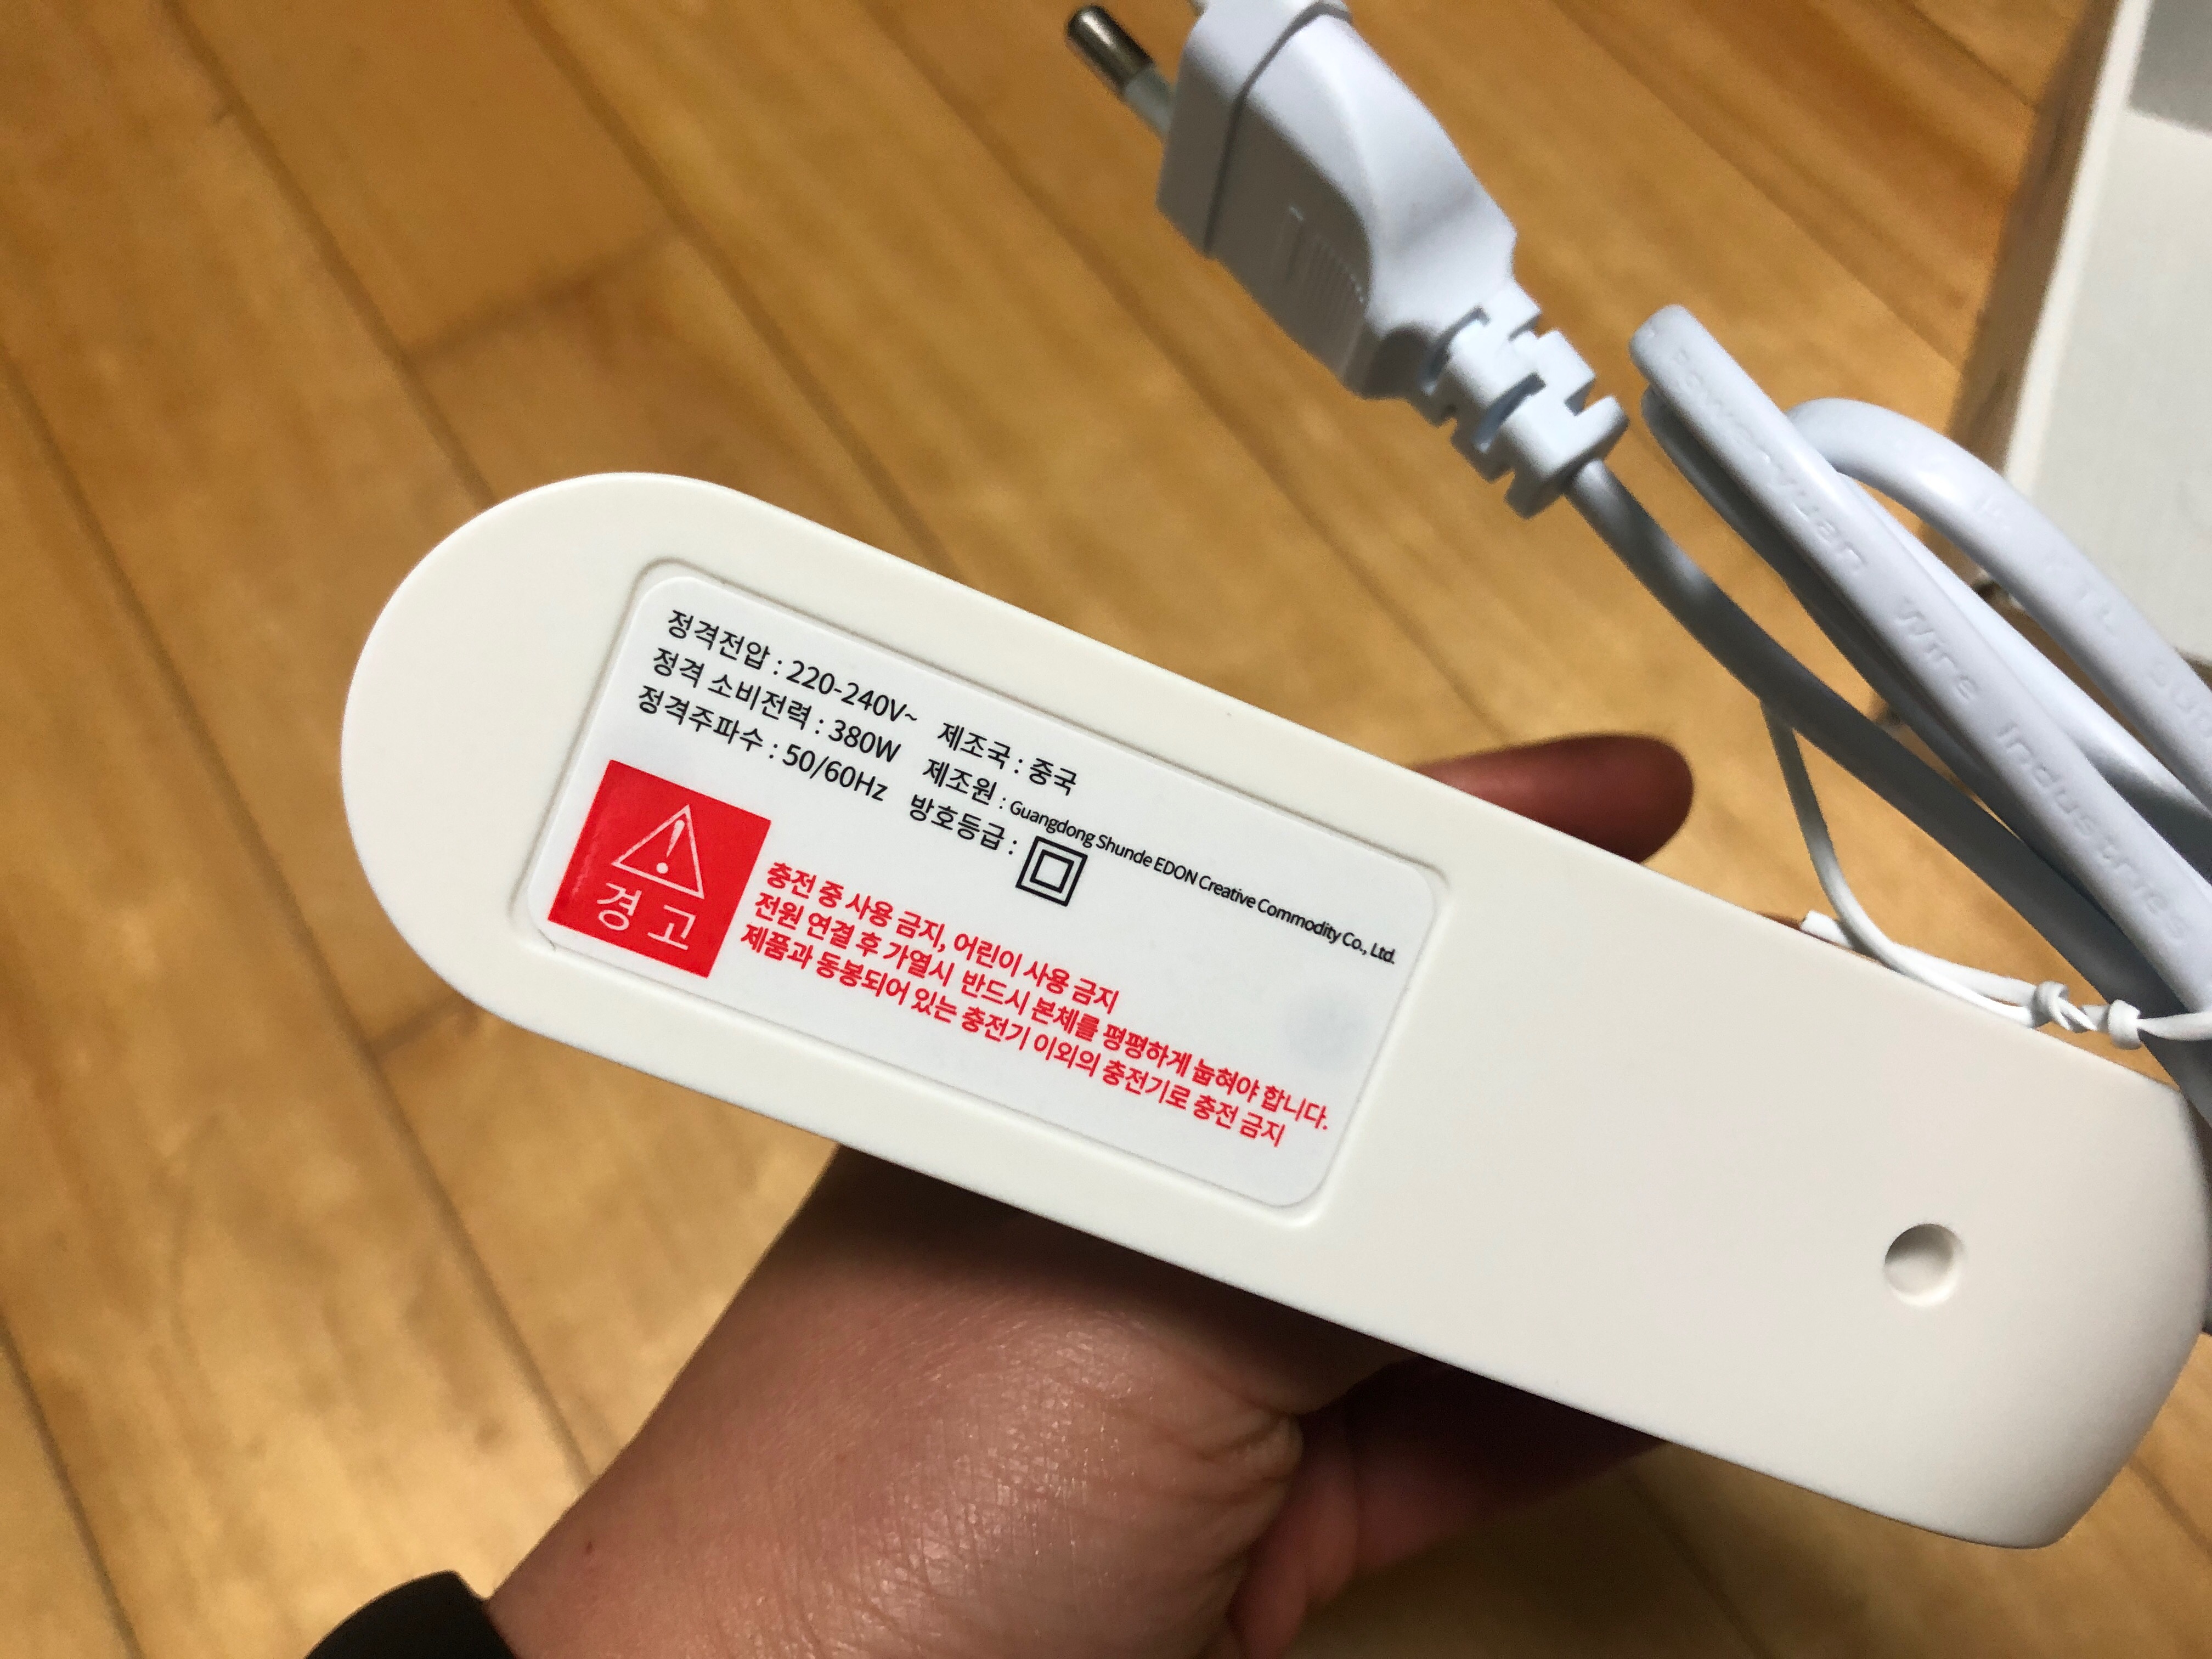 정격전압 : 220-240V~ 제조국 : 중국
정격 소비전력 : 380W 제조원 : Guangdong Shunde EDON Creative Commodity Co., Ltd.
정격주파수 : 50/60Hz 방호등급 :
경고
충전 중 사용 금지, 어린이 사용 금지
전원 연결 후 가열시 반드시 본체를 평평하게 눕혀야 합니다.
제품과 동봉되어 있는 충전기 이외의 충전기로 충전 금지
wire industries